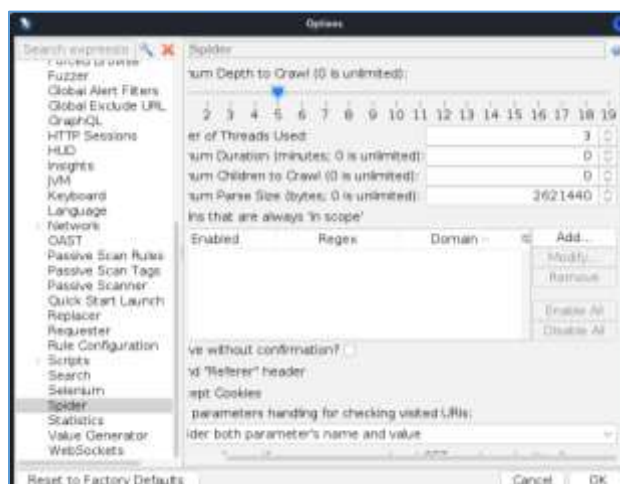 Options
Search expressio
Spider
Forced Browse
Fuzzer
Global Alert Filters
Global Exclude URL
GraphQL
HTTP Sessions
HUD
Insights
JVM
Keyboard
Language
Network
OAST
Passive Scan Rules
Passive Scan Tags
Passive Scanner
Quick Start Launch
Replacer
Requester
Rule Configuration
Scripts
Search
Selenium
Spider
Statistics
Value Generator
WebSockets
num Depth to Crawl (0 is unlimited):
2 3 4 5 6 7 8 9 10 11 12 13 14 15 16 17 18 19
er of Threads Used: 3
num Duration (minutes; 0 is unlimited): 0
num Children to Crawl (0 is unlimited): 0
num Parse Size (bytes; 0 is unlimited): 2621440
ins that are always 'in scope'
Enabled Regex Domain
Add...
Modify...
Remove
Enable All
Disable All
ve without confirmation?
nd "Referer" header
ept Cookies
parameters handling for checking visited URIs:
ider both parameter's name and value
Reset to Factory Defaults
Cancel OK